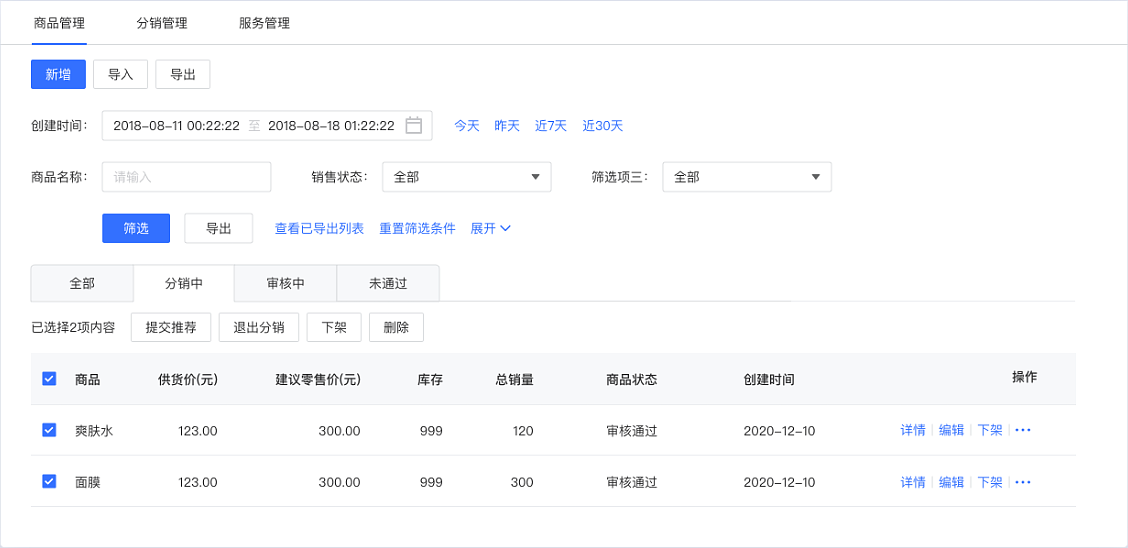 商品管理 分销管理 服务管理
新增 导入 导出
创建时间: 2018-08-11 00:22:22 至 2018-08-18 01:22:22 今天 昨天 近7天 近30天
商品名称: 请输入 销售状态: 全部 筛选项三: 全部
筛选 导出 查看已导出列表 重置筛选条件 展开
全部 分销中 审核中 未通过
已选择2项内容 提交推荐 退出分销 下架 删除
商品 供货价(元) 建议零售价(元) 库存 总销量 商品状态 创建时间 操作
爽肤水 123.00 300.00 999 120 审核通过 2020-12-10 详情 编辑 下架 ···
面膜 123.00 300.00 999 300 审核通过 2020-12-10 详情 编辑 下架 ···